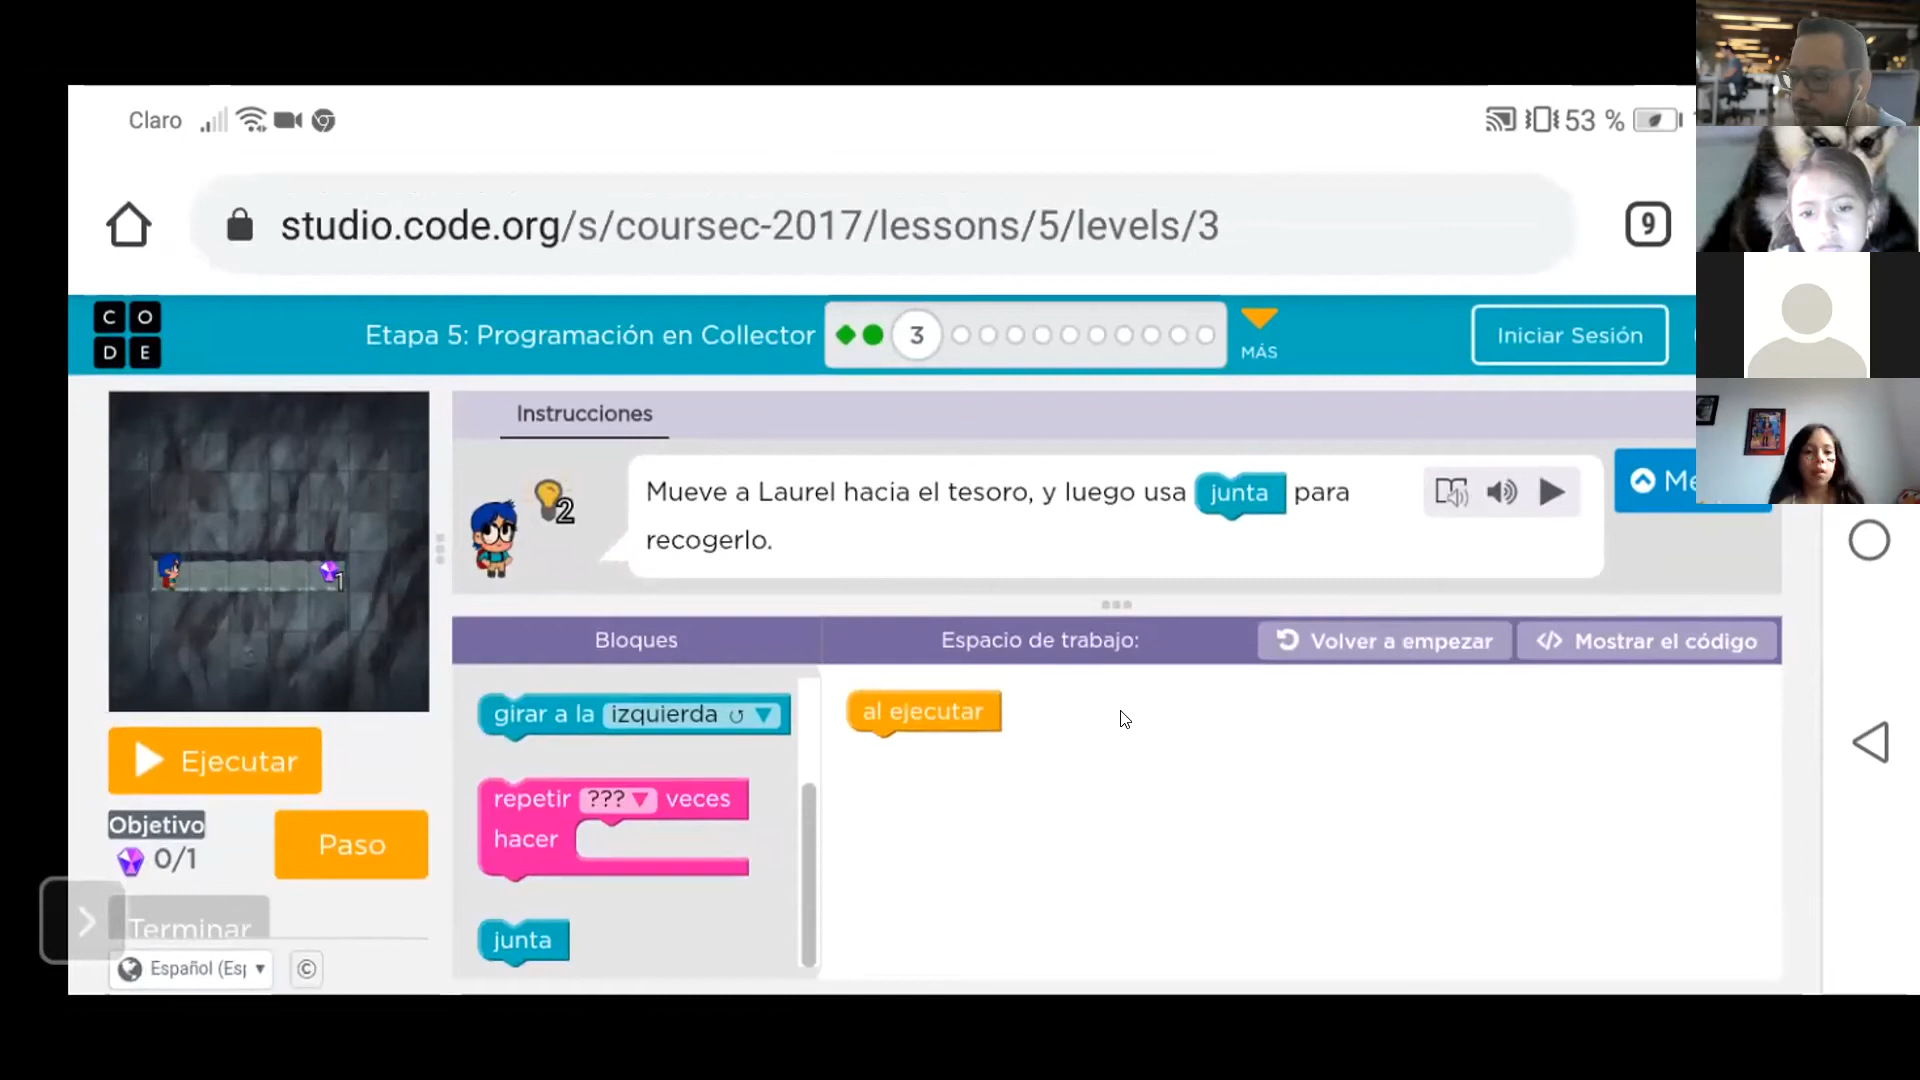 Claro 53 %
studio.code.org/s/coursec-2017/lessons/5/levels/3 9
C O
D E
Etapa 5: Programación en Collector 3 MÁS Iniciar Sesión
Instrucciones
2 Mueve a Laurel hacia el tesoro, y luego usa junta para
recogerlo.
Me
1
Bloques Espacio de trabajo: Volver a empezar </> Mostrar el código
girar a la izquierda al ejecutar
Ejecutar
repetir ??? veces
hacer
Objetivo
0/1 Paso
junta
Terminar
Español (Esp ©